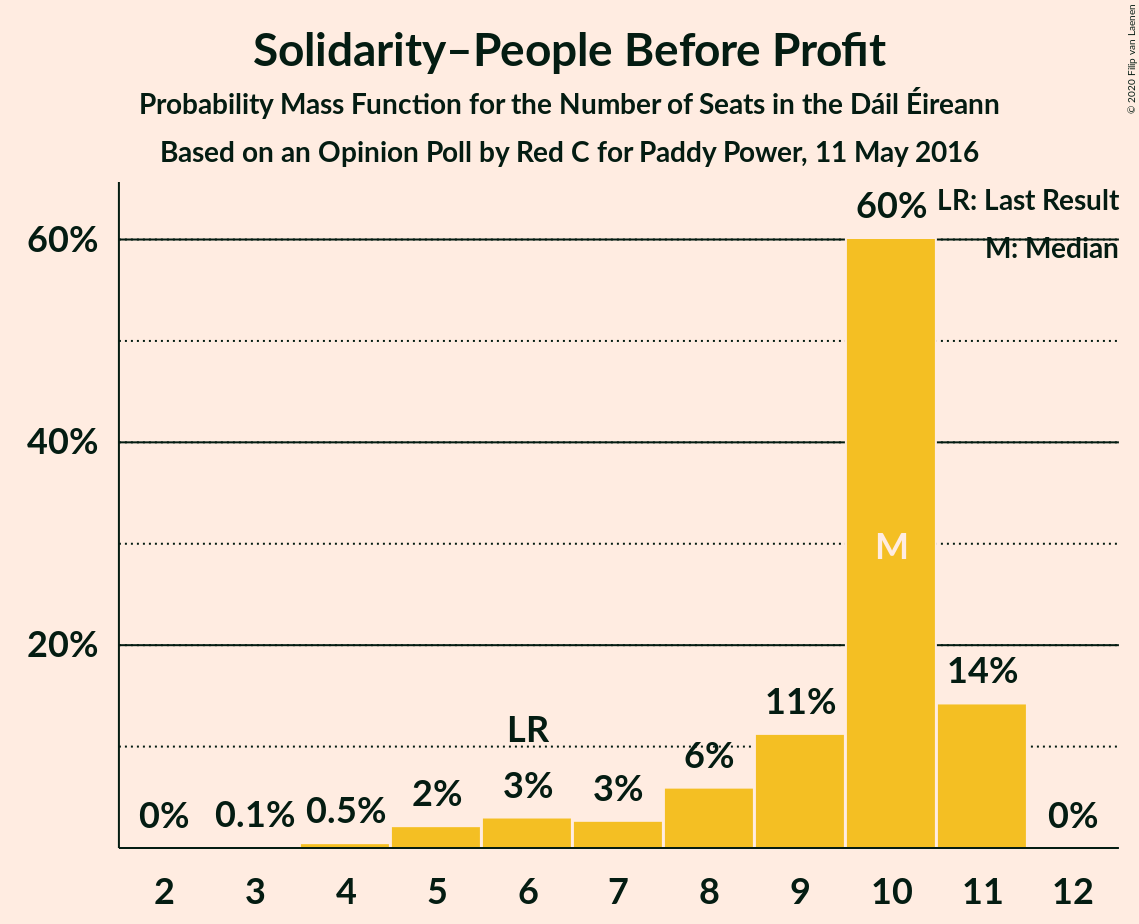 Solidarity–People Before Profit
Probability Mass Function for the Number of Seats in the Dáil Éireann
Based on an Opinion Poll by Red C for Paddy Power, 11 May 2016
© 2020 Filip van Laenen
LR: Last Result
M: Median
60%
40%
20%
0%
0.1%
0.5%
2%
LR
3%
3%
6%
11%
60%
M
14%
0%
2 3 4 5 6 7 8 9 10 11 12